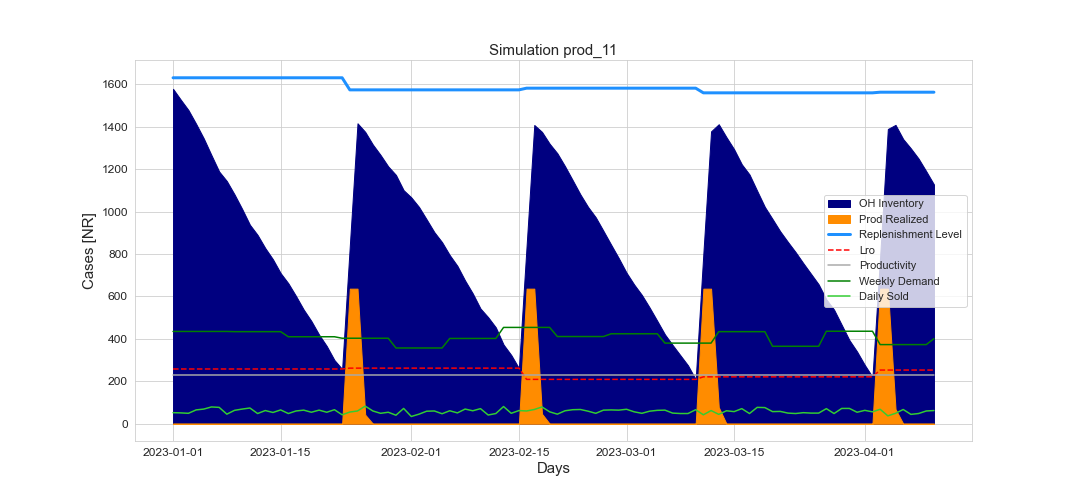 Simulation prod_11
Cases [NR]
1600
1400
1200
1000
800
600
400
200
0
OH Inventory
Prod Realized
Replenishment Level
Lro
Productivity
Weekly Demand
Daily Sold
2023-01-01 2023-01-15 2023-02-01 2023-02-15 2023-03-01 2023-03-15 2023-04-01
Days